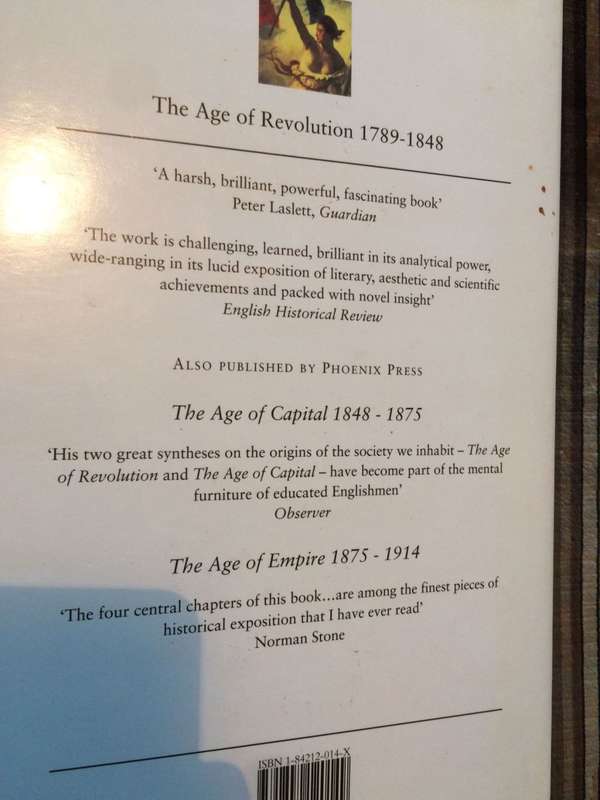 The Age of Revolution 1789-1848
‘A harsh, brilliant, powerful, fascinating book’
Peter Laslett, Guardian
‘The work is challenging, learned, brilliant in its analytical power,
wide-ranging in its lucid exposition of literary, aesthetic and scientific
achievements and packed with novel insight’
English Historical Review
ALSO PUBLISHED BY PHOENIX PRESS
The Age of Capital 1848 - 1875
‘His two great syntheses on the origins of the society we inhabit – The Age
of Revolution and The Age of Capital – have become part of the mental
furniture of educated Englishmen’
Observer
The Age of Empire 1875 - 1914
‘The four central chapters of this book...are among the finest pieces of
historical exposition that I have ever read’
Norman Stone
ISBN 1-84212-014-X